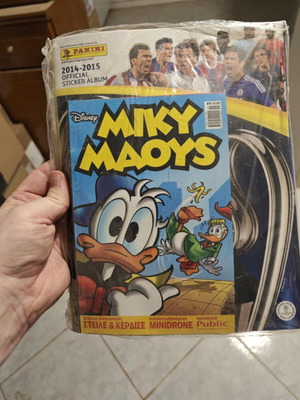 PANINI
2014-2015
OFFICIAL
STICKER ALBUM
Disney
MIKY
MAOYS
ΣΤΕΙΛΕ & ΚΕΡΔΙΣΕ
MINIDRONE
Public